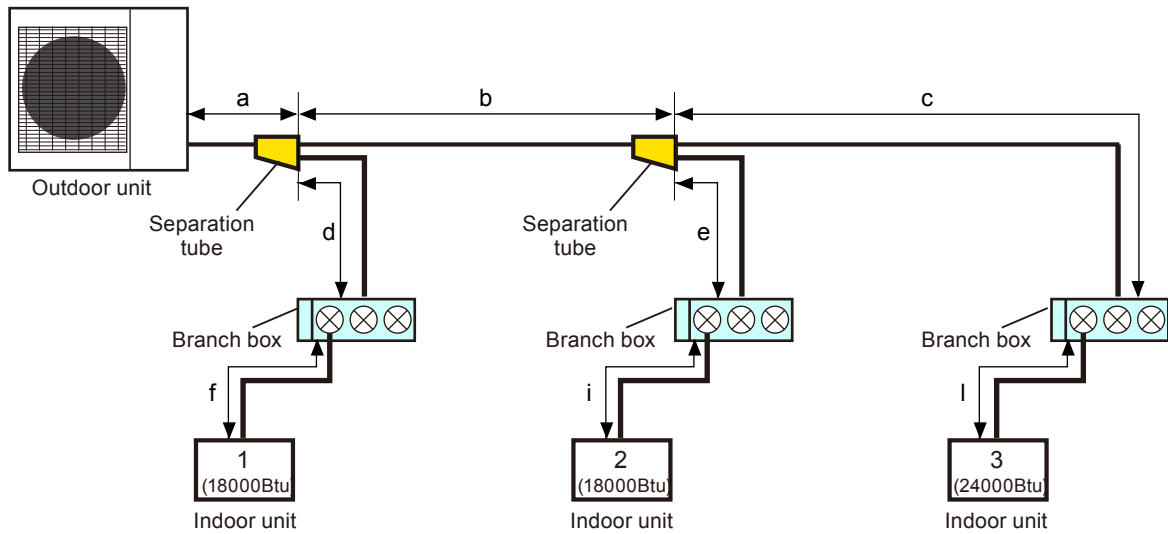 a
b
c
Outdoor unit
Separation
tube
Separation
tube
d
e
Branch box
Branch box
Branch box
f
i
l
1
(18000Btu)
2
(18000Btu)
3
(24000Btu)
Indoor unit
Indoor unit
Indoor unit